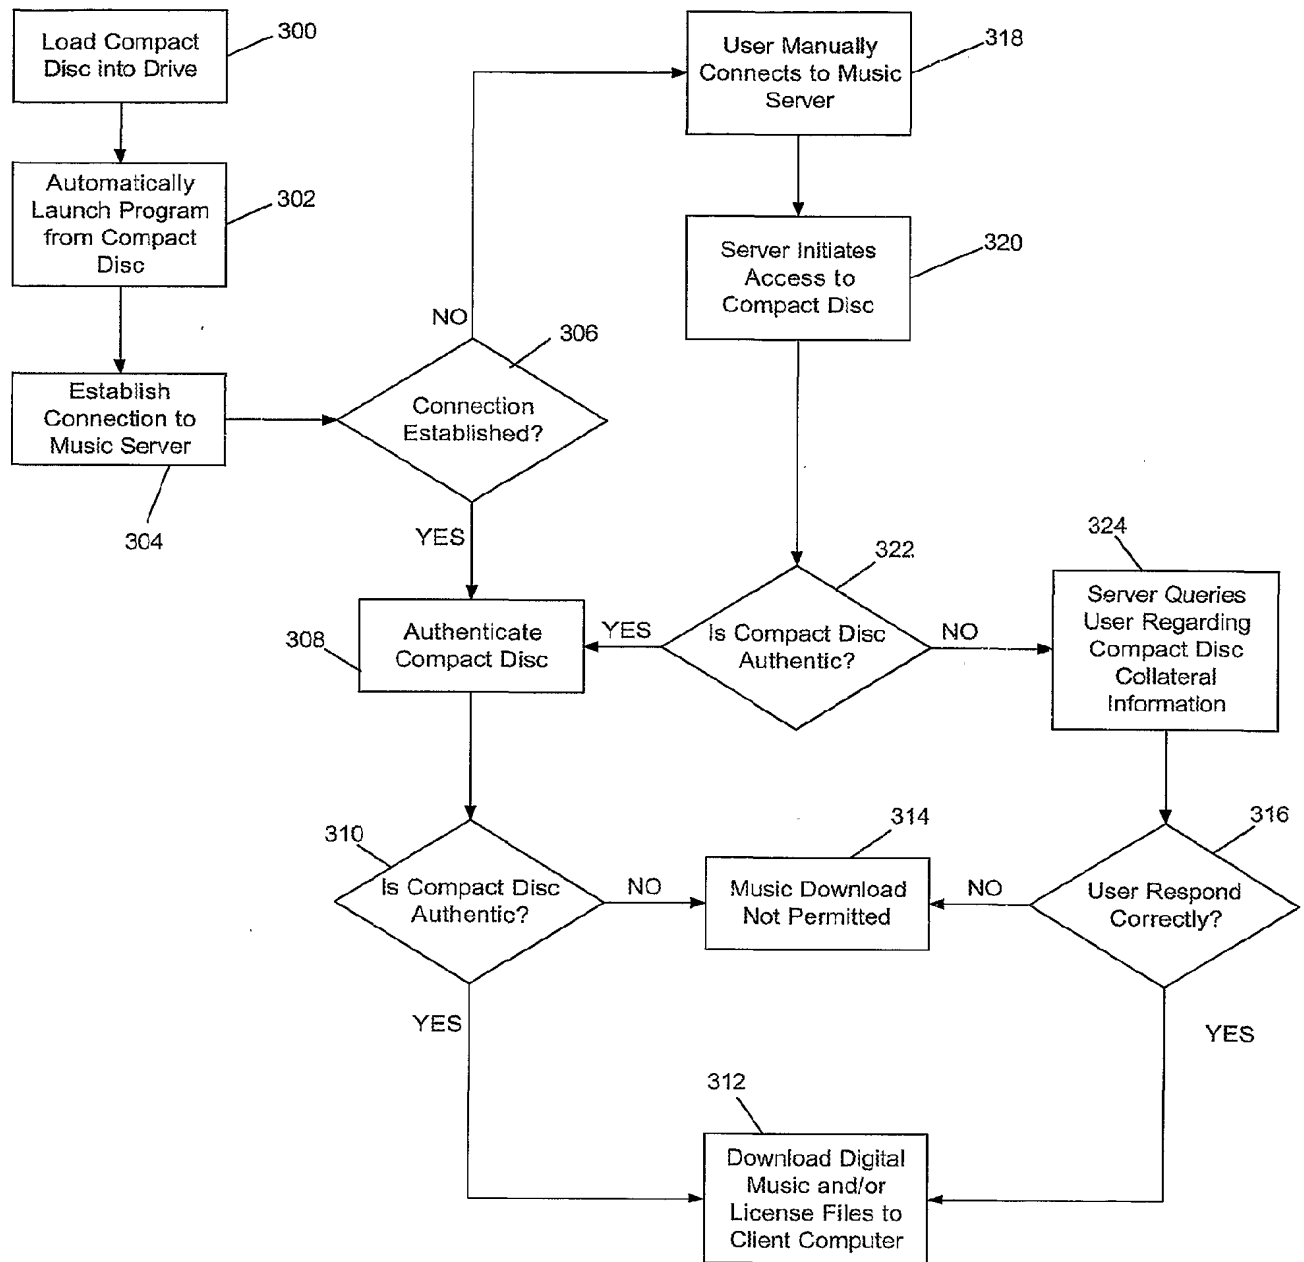 Load Compact
Disc into Drive
300
Automatically
Launch Program
from Compact
Disc
302
Establish
Connection to
Music Server
304
Connection
Established?
306
NO
YES
User Manually
Connects to Music
Server
318
Server Initiates
Access to
Compact Disc
320
Is Compact Disc
Authentic?
322
YES
NO
Server Queries
User Regarding
Compact Disc
Collateral
Information
324
Authenticate
Compact Disc
308
Is Compact Disc
Authentic?
310
NO
YES
Music Download
Not Permitted
314
User Respond
Correctly?
316
NO
YES
Download Digital
Music and/or
License Files to
Client Computer
312